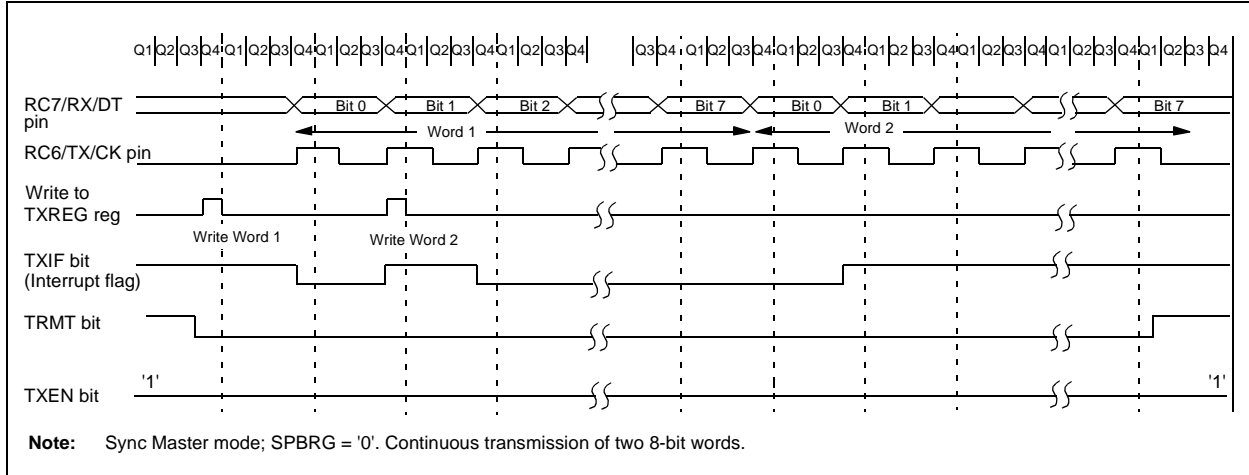 Q1 Q2 Q3 Q4 Q1 Q2 Q3 Q4 Q1 Q2 Q3 Q4 Q1 Q2 Q3 Q4 Q1 Q2 Q3 Q4 Q3 Q4 Q1 Q2 Q3 Q4 Q1 Q2 Q3 Q4 Q1 Q2 Q3 Q4 Q1 Q2 Q3 Q4 Q1 Q2 Q3 Q4 Q1 Q2 Q3 Q4
RC7/RX/DT
pin
Bit 0 Bit 1 Bit 2 Bit 7 Bit 0 Bit 1 Bit 7
Word 1 Word 2
RC6/TX/CK pin
Write to
TXREG reg
Write Word 1 Write Word 2
TXIF bit
(Interrupt flag)
TRMT bit
'1' '1'
TXEN bit
Note: Sync Master mode; SPBRG = '0'. Continuous transmission of two 8-bit words.